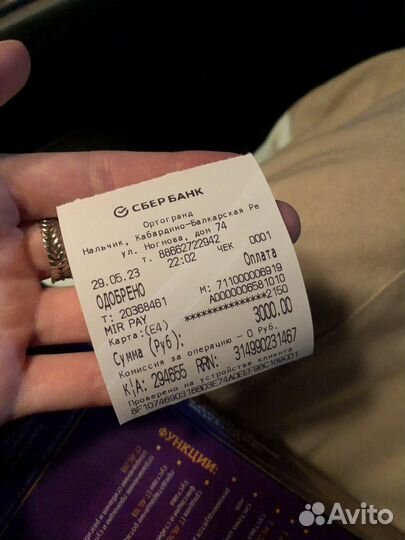 СБЕРБАНК
Ортогранд
Нальчик, Кабардино-Балкарская Ре
ул. Ногмова, дом 74
т. 88662722942
29.05.23 22:02 ЧЕК 0001
ОДОБРЕНО Оплата
Т: 20368461 М: 711000006919
MIR PAY A0000006581010
Карта:(E4) ***************2150
Сумма (Руб): 3000.00
Комиссия за операцию – 0 Руб.
К/А: 294655 RRN: 314990231467
Проверено на устройстве клиента
ФУНКЦИИ:
Avito